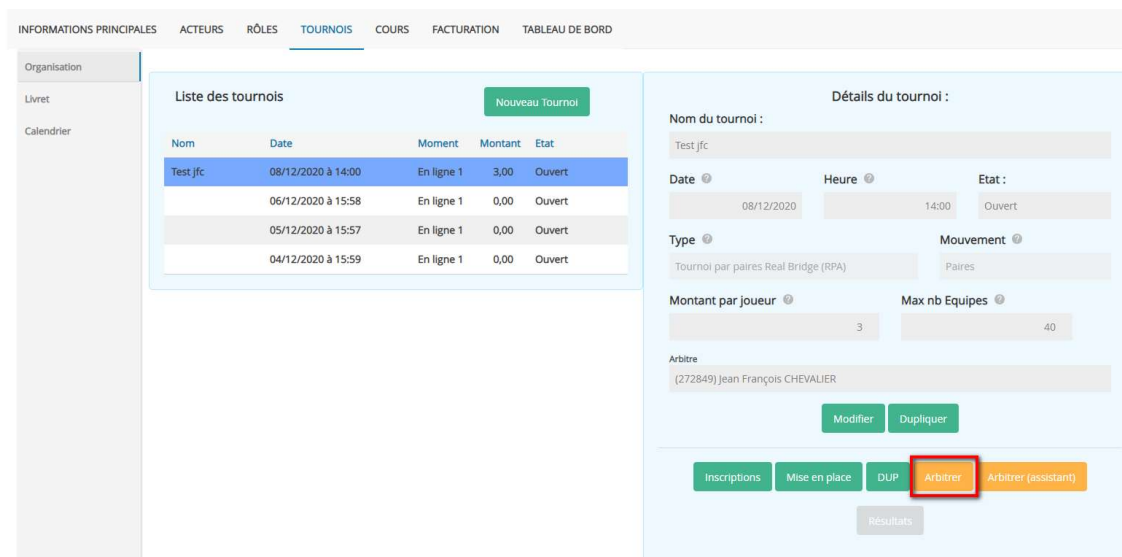 INFORMATIONS PRINCIPALES ACTEURS RÔLES TOURNOIS COURS FACTURATION TABLEAU DE BORD
Organisation
Livret
Calendrier
Liste des tournois
Nouveau Tournoi
Nom Date Moment Montant Etat
Test jfc 08/12/2020 à 14:00 En ligne 1 3,00 Ouvert
06/12/2020 à 15:58 En ligne 1 0,00 Ouvert
05/12/2020 à 15:57 En ligne 1 0,00 Ouvert
04/12/2020 à 15:59 En ligne 1 0,00 Ouvert
Détails du tournoi :
Nom du tournoi :
Test jfc
Date Heure Etat :
08/12/2020 14:00 Ouvert
Type Mouvement
Tournoi par paires Real Bridge (RPA) Paires
Montant par joueur Max nb Equipes
3 40
Arbitre
(272849) Jean François CHEVALIER
Modifier Dupliquer
Inscriptions Mise en place DUP Arbitrer Arbitrer (assistant)
Résultats